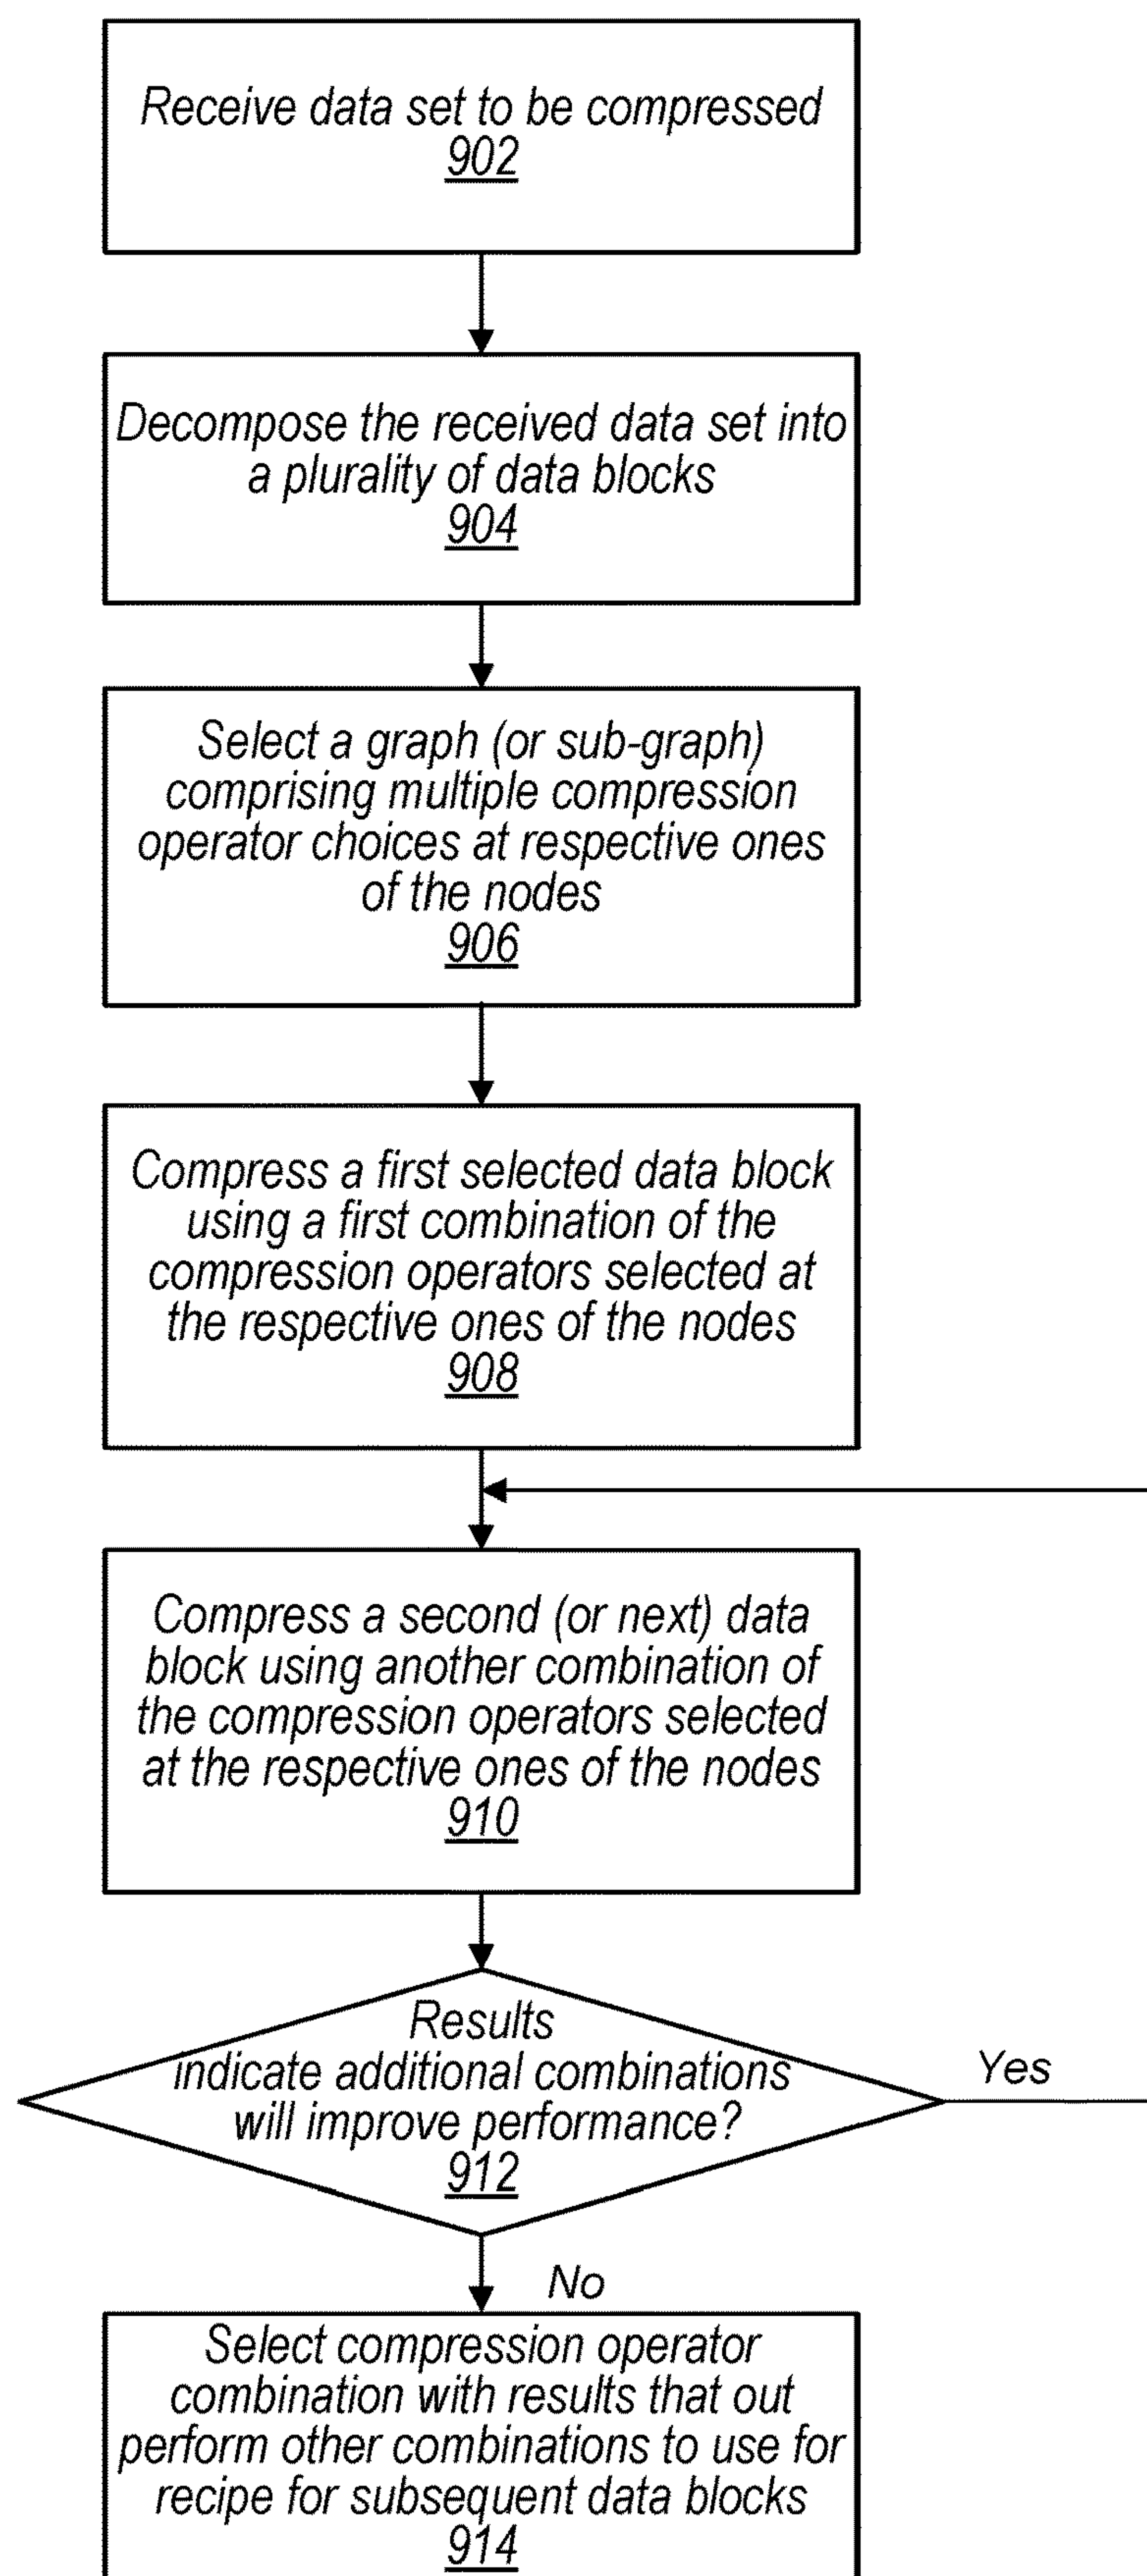 Receive data set to be compressed
902
Decompose the received data set into
a plurality of data blocks
904
Select a graph (or sub-graph)
comprising multiple compression
operator choices at respective ones
of the nodes
906
Compress a first selected data block
using a first combination of the
compression operators selected at
the respective ones of the nodes
908
Compress a second (or next) data
block using another combination of
the compression operators selected
at the respective ones of the nodes
910
Results
indicate additional combinations
will improve performance?
912
Yes
No
Select compression operator
combination with results that out
perform other combinations to use for
recipe for subsequent data blocks
914